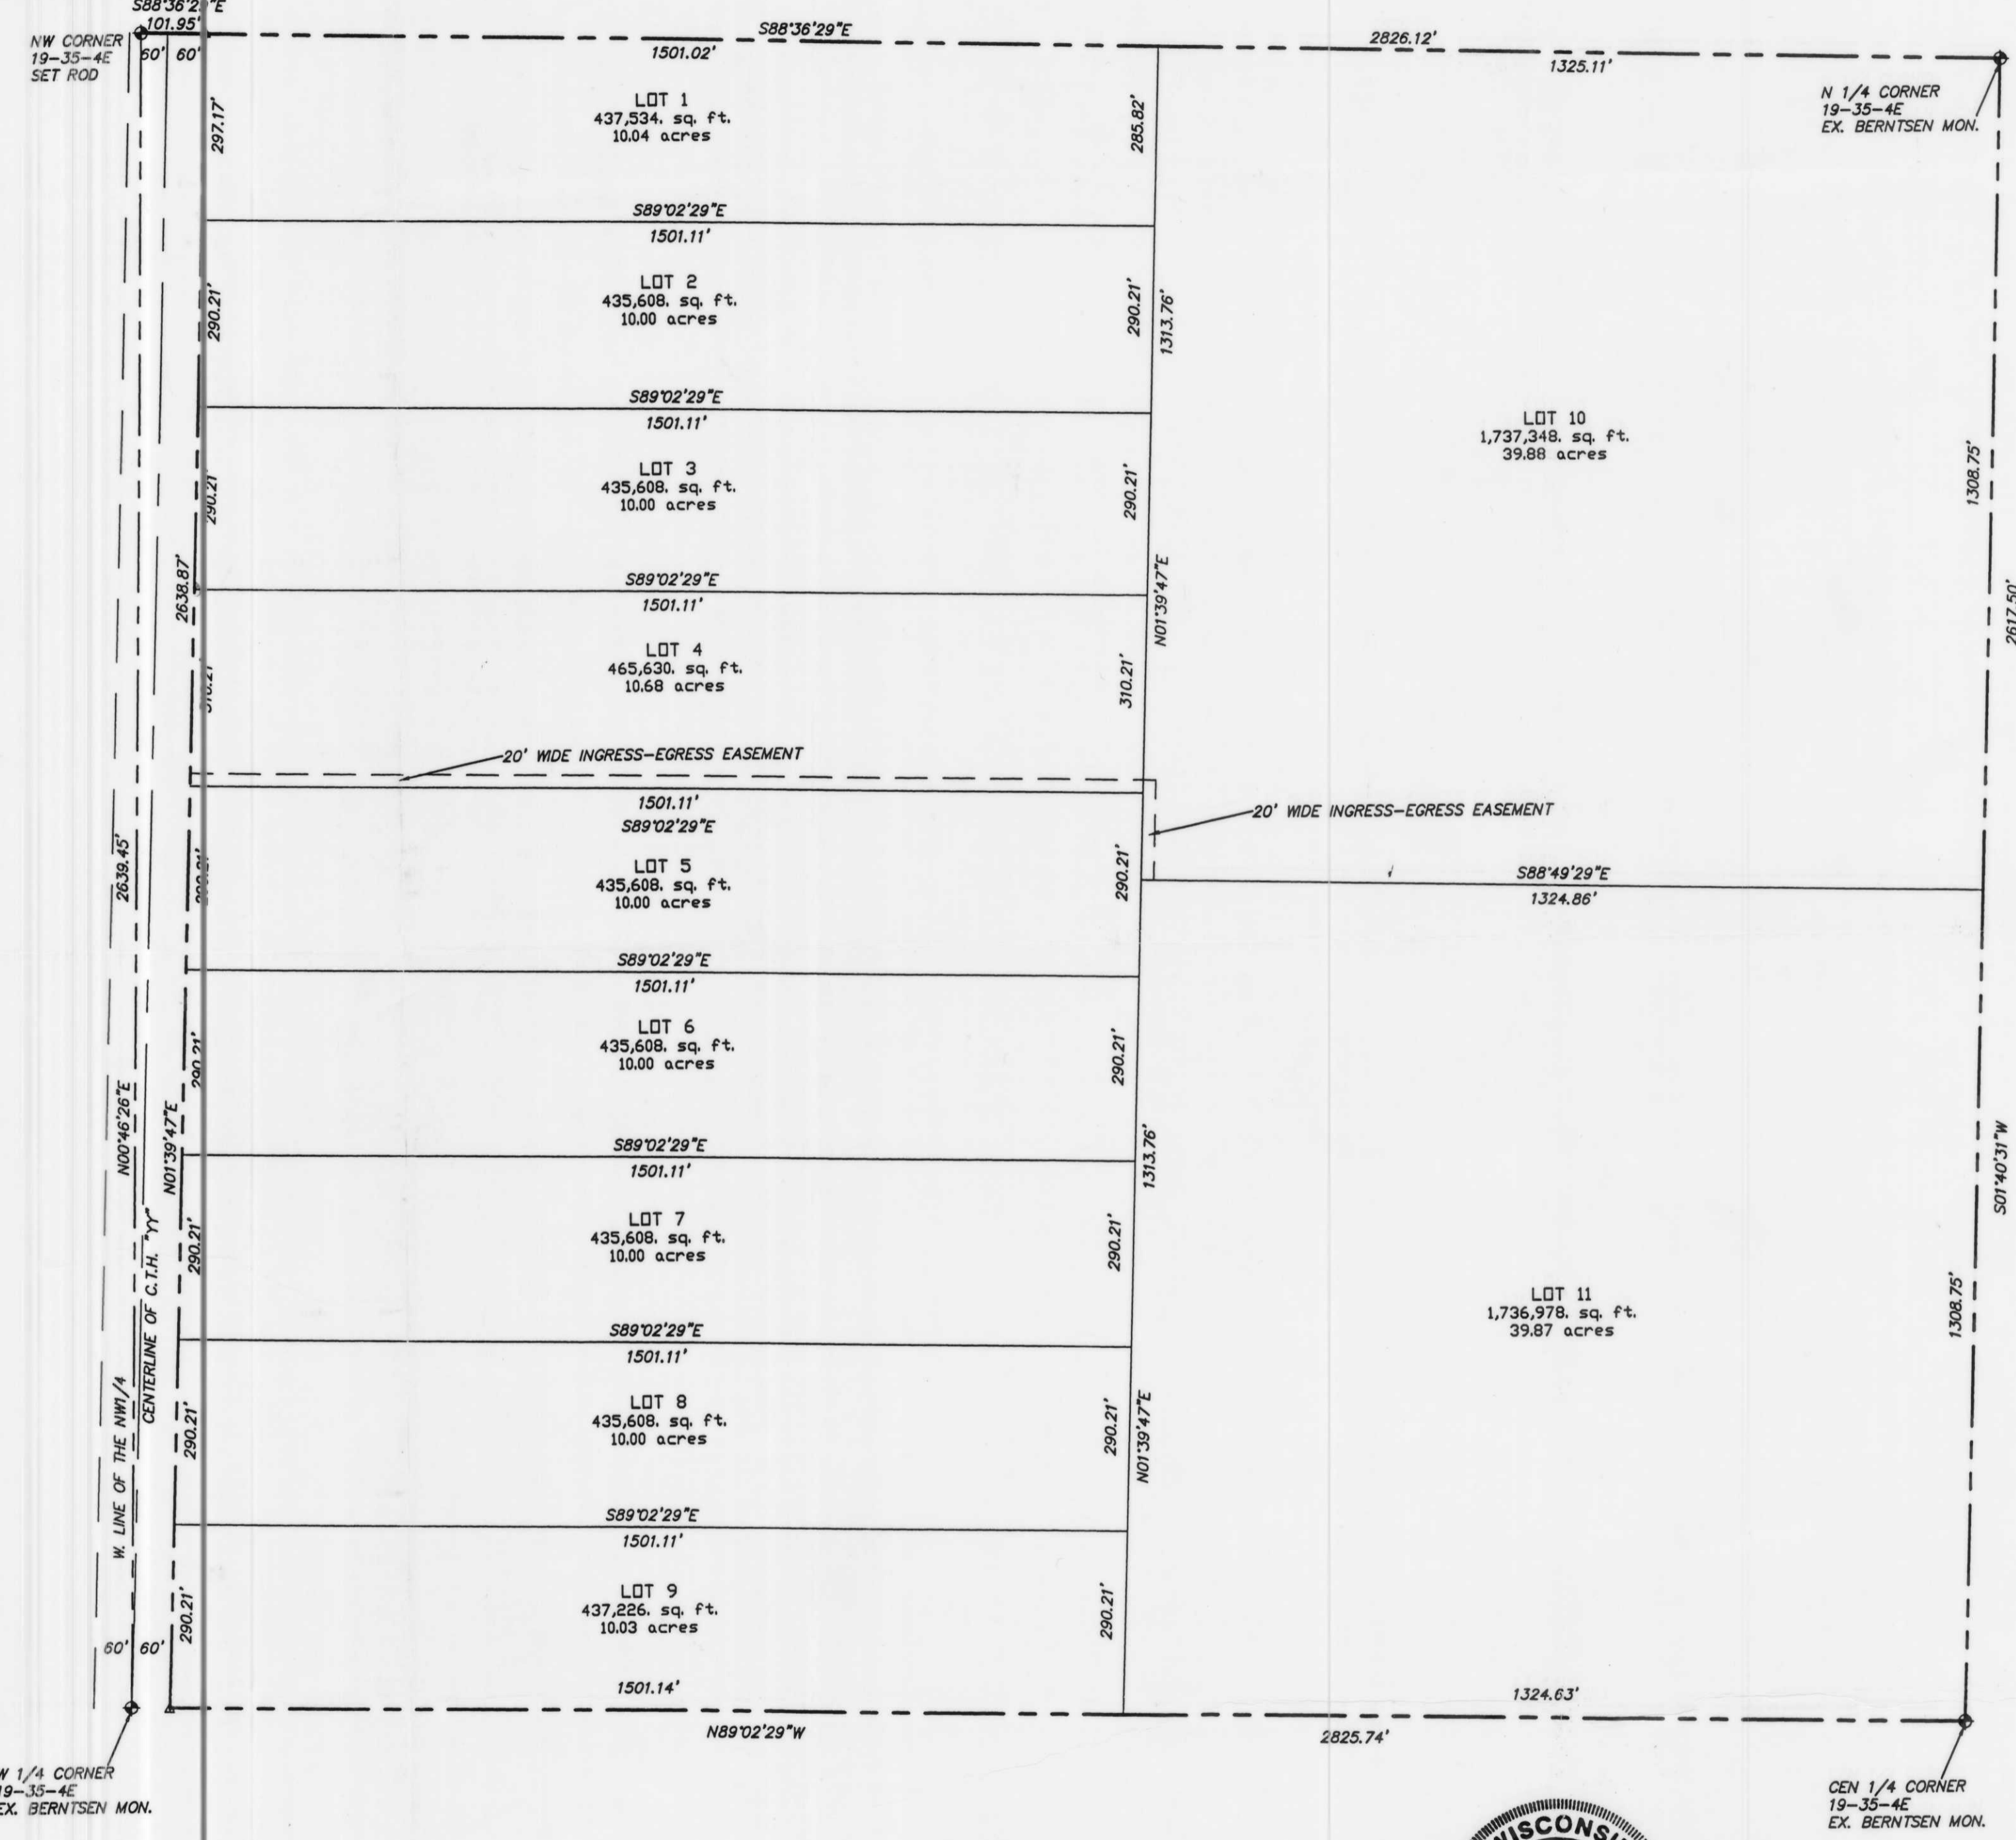 101.95'
S88°36'29"E
1501.02'
2826.12'
1325.11'
NW CORNER
19-35-4E
SET ROD
60' 60'
N 1/4 CORNER
19-35-4E
EX. BERNTSEN MON.
297.17'
LOT 1
437,534. sq. ft.
10.04 acres
285.82'
S89°02'29"E
1501.11'
290.21'
LOT 2
435,608. sq. ft.
10.00 acres
290.21'
1313.76'
S89°02'29"E
1501.11'
290.21'
LOT 3
435,608. sq. ft.
10.00 acres
290.21'
LOT 10
1,737,348. sq. ft.
39.88 acres
1308.75'
2638.87'
S89°02'29"E
1501.11'
N01°39'47"E
2617.50'
LOT 4
465,630. sq. ft.
10.68 acres
310.21'
20' WIDE INGRESS-EGRESS EASEMENT
1501.11'
S89°02'29"E
20' WIDE INGRESS-EGRESS EASEMENT
2639.45'
LOT 5
435,608. sq. ft.
10.00 acres
290.21'
S88°49'29"E
1324.86'
S89°02'29"E
1501.11'
290.21'
LOT 6
435,608. sq. ft.
10.00 acres
290.21'
N00°46'26"E
N01°39'47"E
S89°02'29"E
1501.11'
1313.76'
S01°40'31"W
290.21'
LOT 7
435,608. sq. ft.
10.00 acres
290.21'
CENTERLINE OF C.T.H. "YY"
LOT 11
1,736,978. sq. ft.
39.87 acres
1308.75'
S89°02'29"E
1501.11'
W. LINE OF THE NW1/4
290.21'
LOT 8
435,608. sq. ft.
10.00 acres
290.21'
N01°39'47"E
S89°02'29"E
1501.11'
290.21'
LOT 9
437,226. sq. ft.
10.03 acres
290.21'
60' 60'
1501.14'
1324.63'
N89°02'29"W
2825.74'
1/4 CORNER
19-35-4E
EX. BERNTSEN MON.
CEN 1/4 CORNER
19-35-4E
EX. BERNTSEN MON.